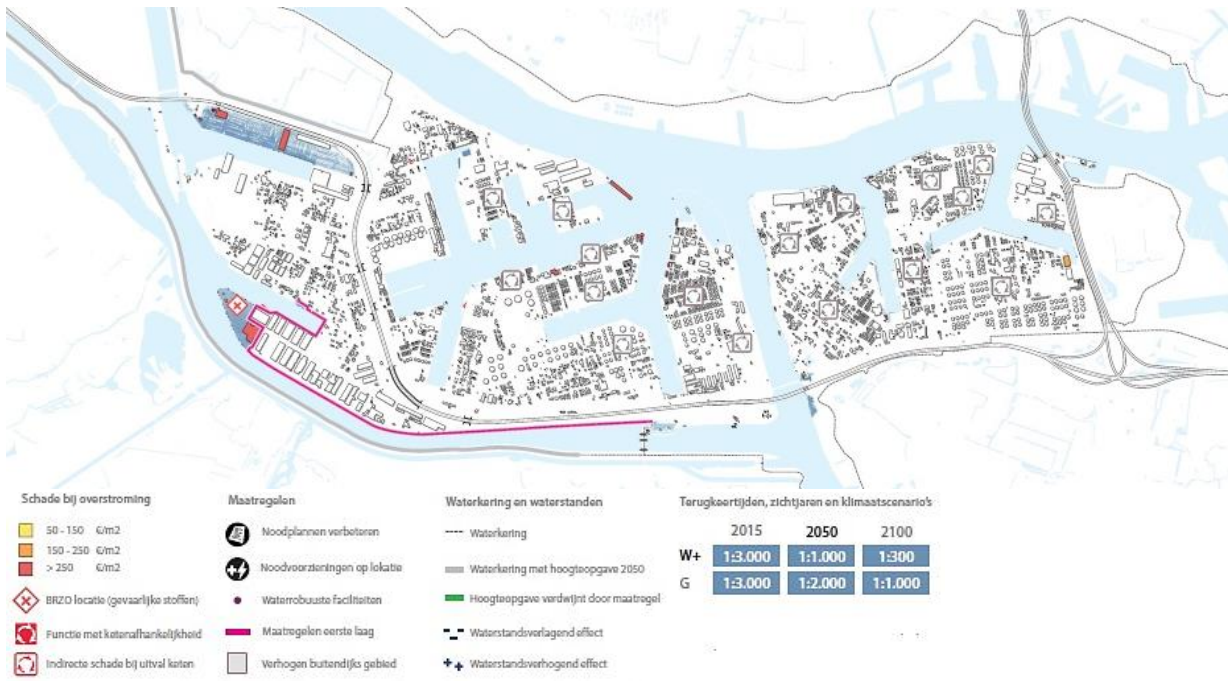 Schade bij overstroming
50 - 150 €/m2
150 - 250 €/m2
> 250 €/m2
BRZO locatie (gevaarlijke stoffen)
Functie met ketenafhankelijkheid
Indirecte schade bij uitval keten
Maatregelen
Noodplannen verbeteren
Noodvoorzieningen op lokatie
Waterrobuuste faciliteiten
Maatregelen eerste laag
Verhogen buitendijks gebied
Waterkering en waterstanden
Waterkering
Waterkering met hoogteopgave 2050
Hoogteopgave verdwijnt door maatregel
Waterstandsverlagend effect
Waterstandsverhogend effect
Terugkeertijden, zichtjaren en klimaatscenario's
2015 2050 2100
W+ 1:3.000 1:1.000 1:300
G 1:3.000 1:2.000 1:1.000